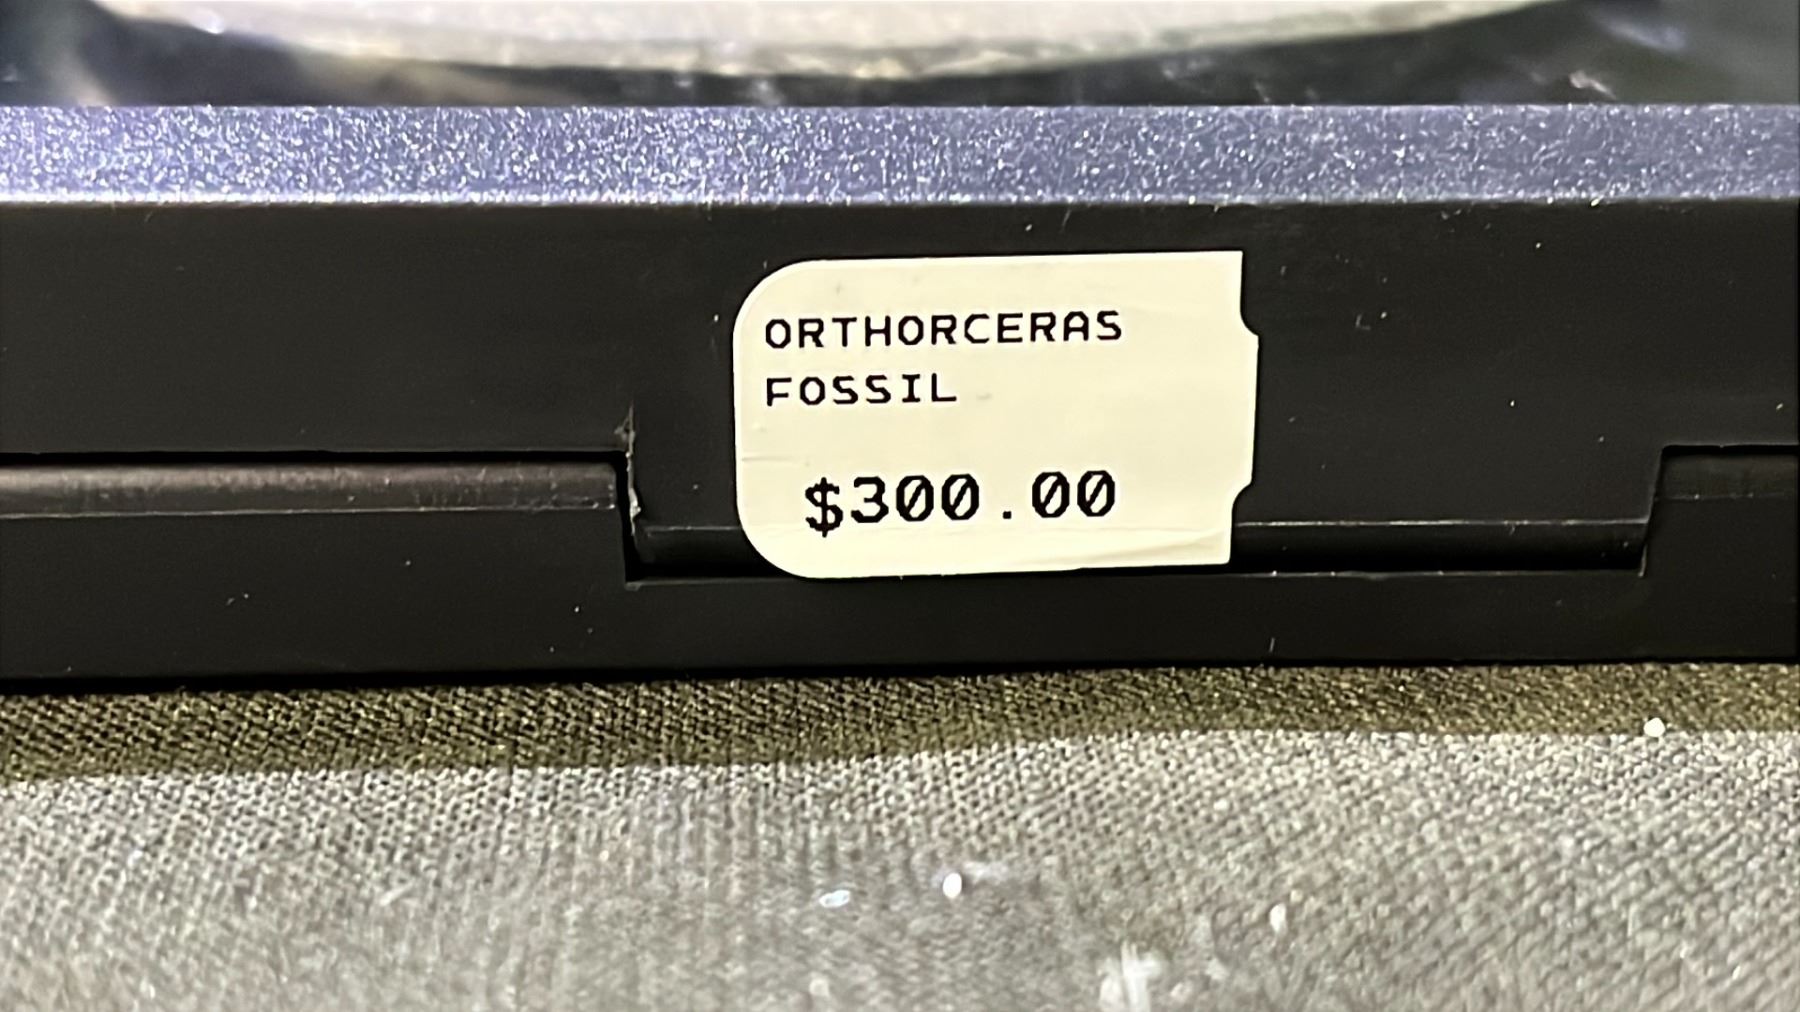 ORTHORCERAS
FOSSIL
$300.00